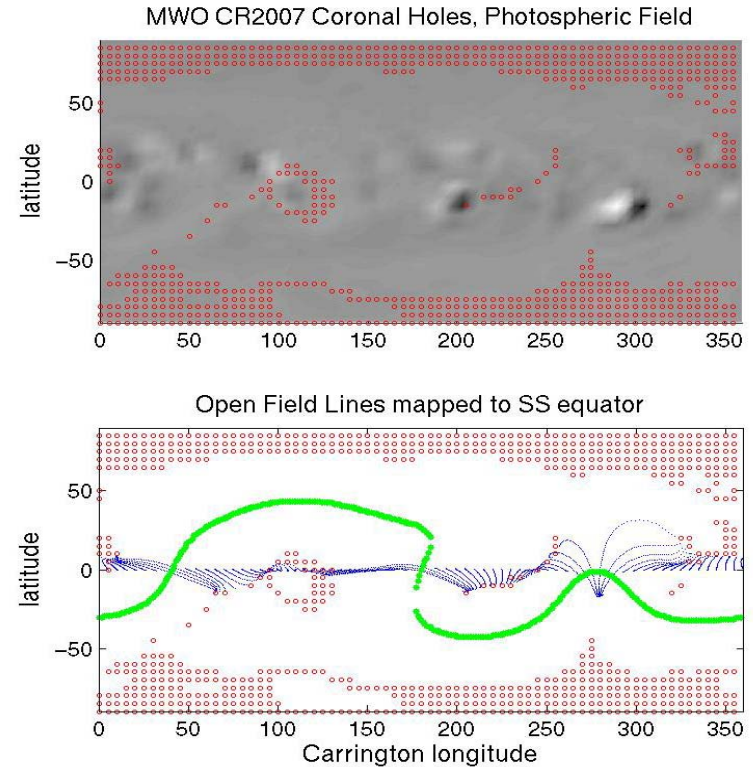 MWO CR2007 Coronal Holes, Photospheric Field
50
0
−50
latitude
0 50 100 150 200 250 300 350
Open Field Lines mapped to SS equator
50
0
−50
latitude
0 50 100 150 200 250 300 350
Carrington longitude